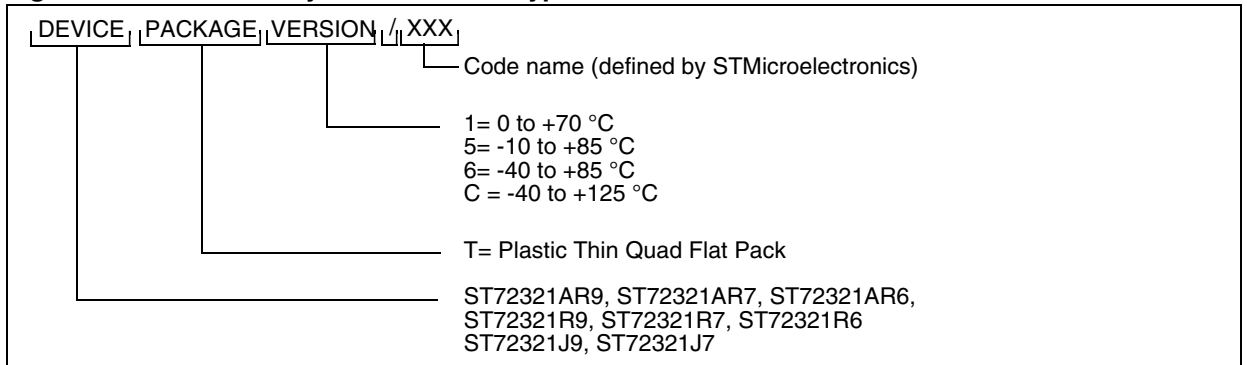 DEVICE PACKAGE VERSION / XXX
Code name (defined by STMicroelectronics)
1= 0 to +70 °C
5= -10 to +85 °C
6= -40 to +85 °C
C = -40 to +125 °C
T= Plastic Thin Quad Flat Pack
ST72321AR9, ST72321AR7, ST72321AR6,
ST72321R9, ST72321R7, ST72321R6
ST72321J9, ST72321J7